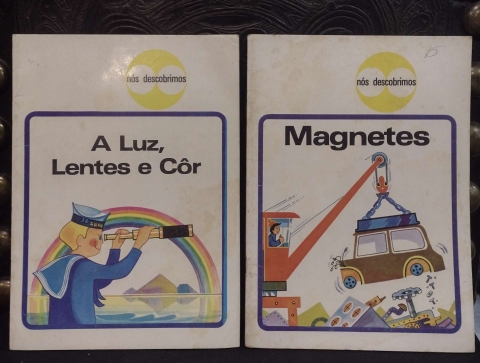 nós descobrimos
A Luz,
Lentes e Côr
nós descobrimos
Magnetes